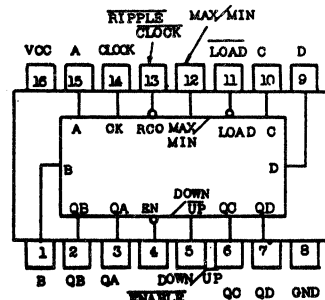 RIPPLE MAX/MIN
CLOCK LOAD
VCC A CLOCK C D
16 15 14 13 12 11 10 9
A CK RCO MAX/ LOAD C
MIN
B D
DOWN
QB QA EN UP QC QD
1 2 3 4 5 6 7 8
B QB QA DOWN/UP QC QD GND
ENABLE